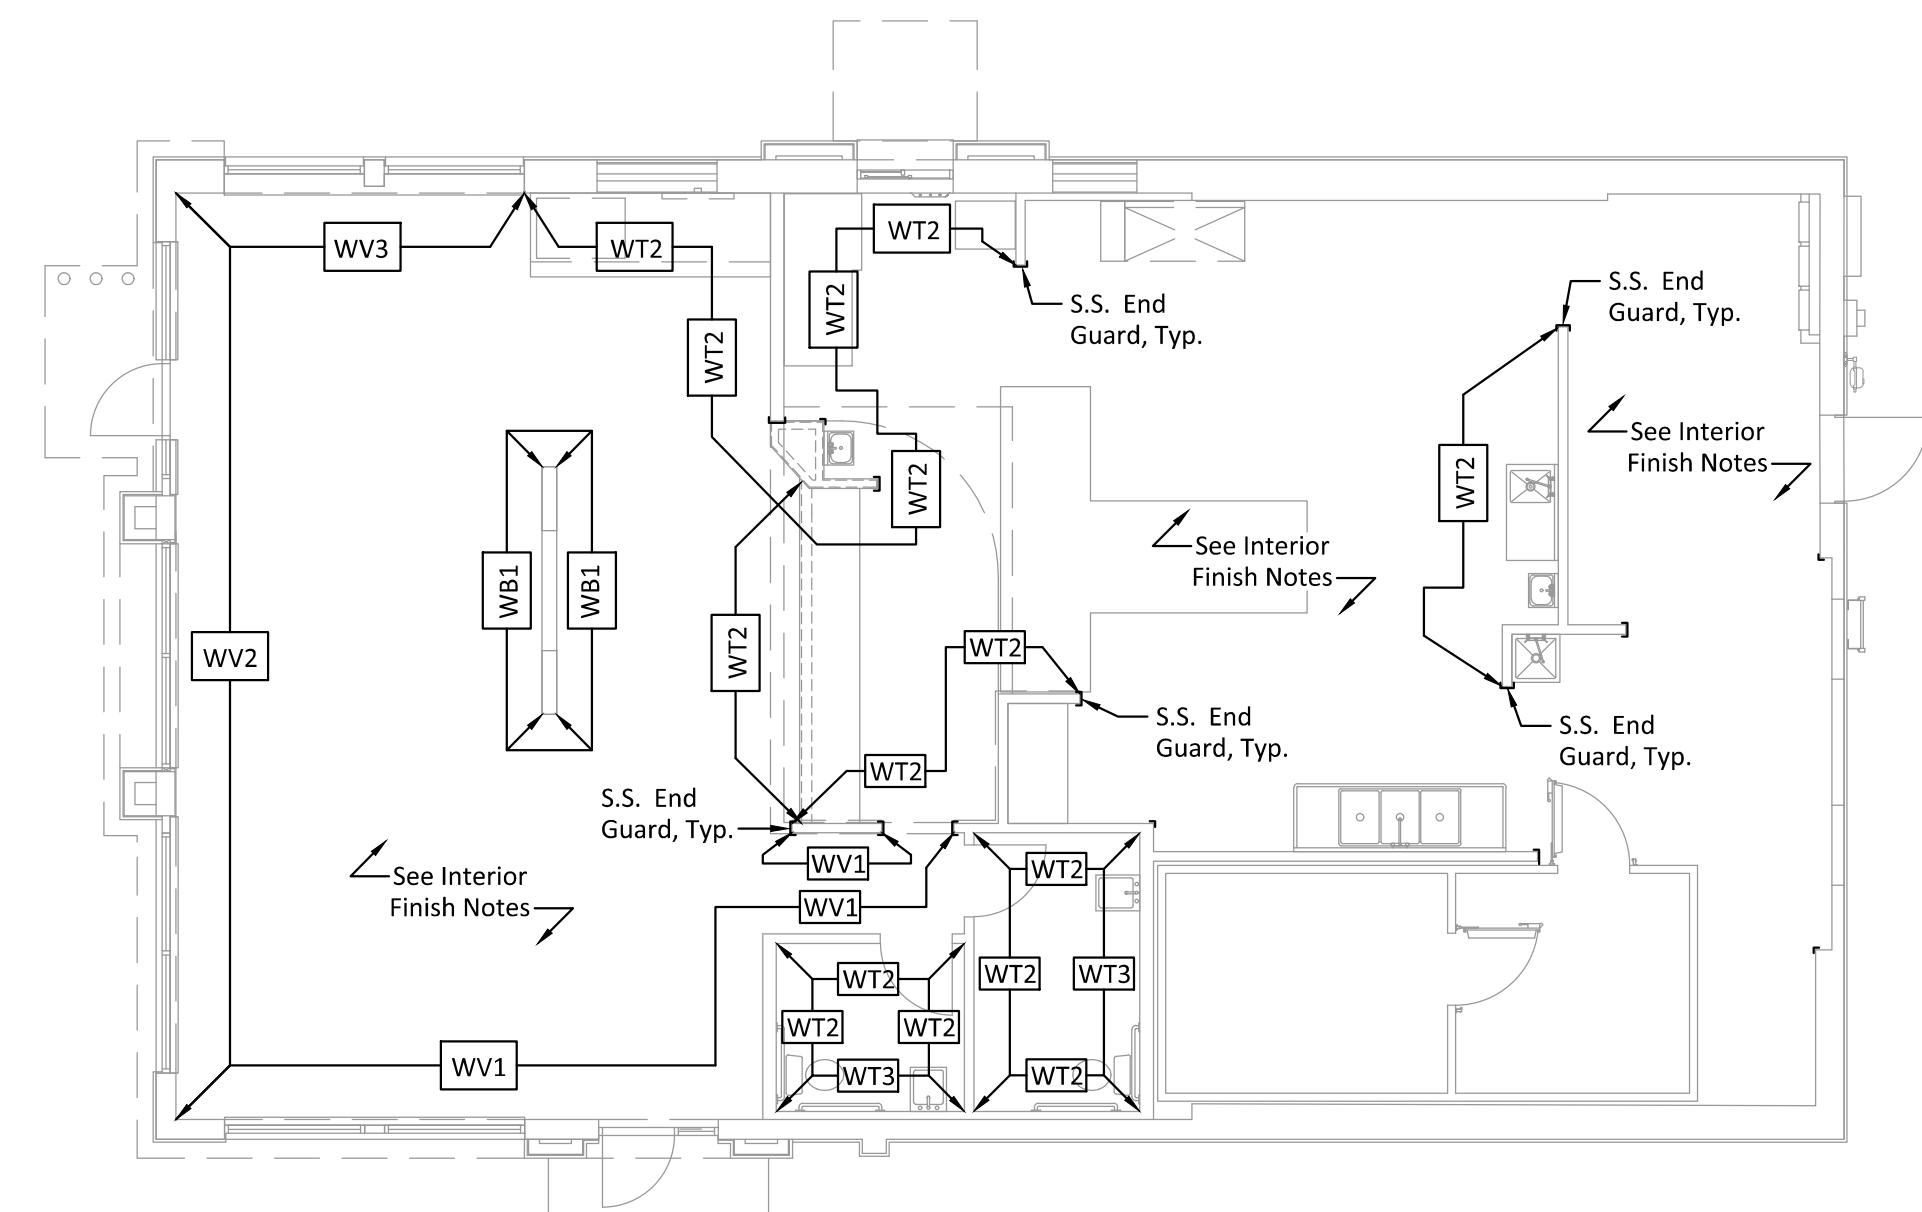 WT2
WV3
WT2
S.S. End
Guard, Typ.
WT2
S.S. End
Guard, Typ.
WT2
See Interior
Finish Notes
WT2
WT2
See Interior
Finish Notes
WB1
WB1
WT2
WT2
WV2
S.S. End
Guard, Typ.
S.S. End
Guard, Typ.
WT2
S.S. End
Guard, Typ.
WV1
WT2
See Interior
Finish Notes
WV1
WT2
WT2
WT3
WT2
WT2
WV1
WT3
WT2